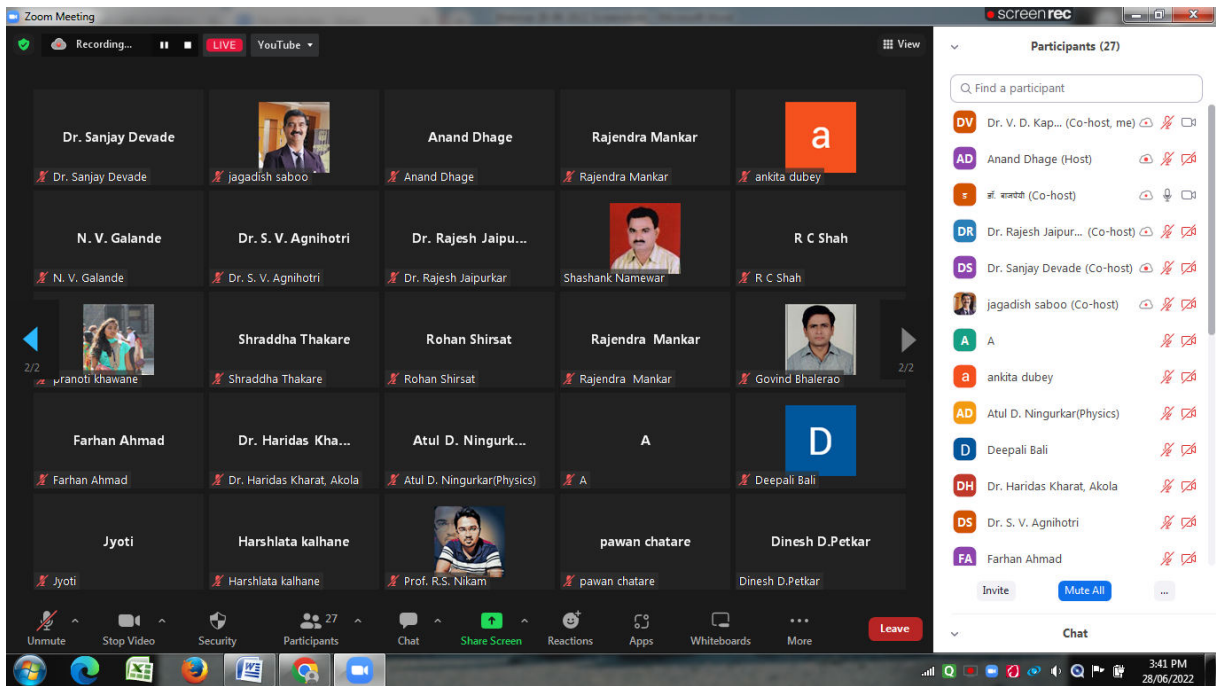 Zoom Meeting
screenrec
Recording...
LIVE
YouTube
View
Participants (27)
Find a participant
Dr. Sanjay Devade
Dr. Sanjay Devade
jagadish saboo
Anand Dhage
Anand Dhage
Rajendra Mankar
Rajendra Mankar
a
ankita dubey
N. V. Galande
N. V. Galande
Dr. S. V. Agnihotri
Dr. S. V. Agnihotri
Dr. Rajesh Jaipu...
Dr. Rajesh Jaipurkar
Shashank Namewar
R C Shah
R C Shah
2/2
pranoti khawane
Shraddha Thakare
Shraddha Thakare
Rohan Shirsat
Rohan Shirsat
Rajendra Mankar
Rajendra Mankar
Govind Bhalerao
2/2
Farhan Ahmad
Farhan Ahmad
Dr. Haridas Kha...
Dr. Haridas Kharat, Akola
Atul D. Ningurk...
Atul D. Ningurkar(Physics)
A
A
D
Deepali Bali
Jyoti
Jyoti
Harshlata kalhane
Harshlata kalhane
Prof. R.S. Nikam
pawan chatare
pawan chatare
Dinesh D.Petkar
Dinesh D.Petkar
DV Dr. V. D. Kap... (Co-host, me)
AD Anand Dhage (Host)
डॉ. बाजपेयी (Co-host)
DR Dr. Rajesh Jaipur... (Co-host)
DS Dr. Sanjay Devade (Co-host)
jagadish saboo (Co-host)
A A
a ankita dubey
AD Atul D. Ningurkar(Physics)
D Deepali Bali
DH Dr. Haridas Kharat, Akola
DS Dr. S. V. Agnihotri
FA Farhan Ahmad
Invite
Mute All
...
Chat
Unmute
Stop Video
Security
27
Participants
Chat
Share Screen
Reactions
Apps
Whiteboards
More
Leave
3:41 PM
28/06/2022